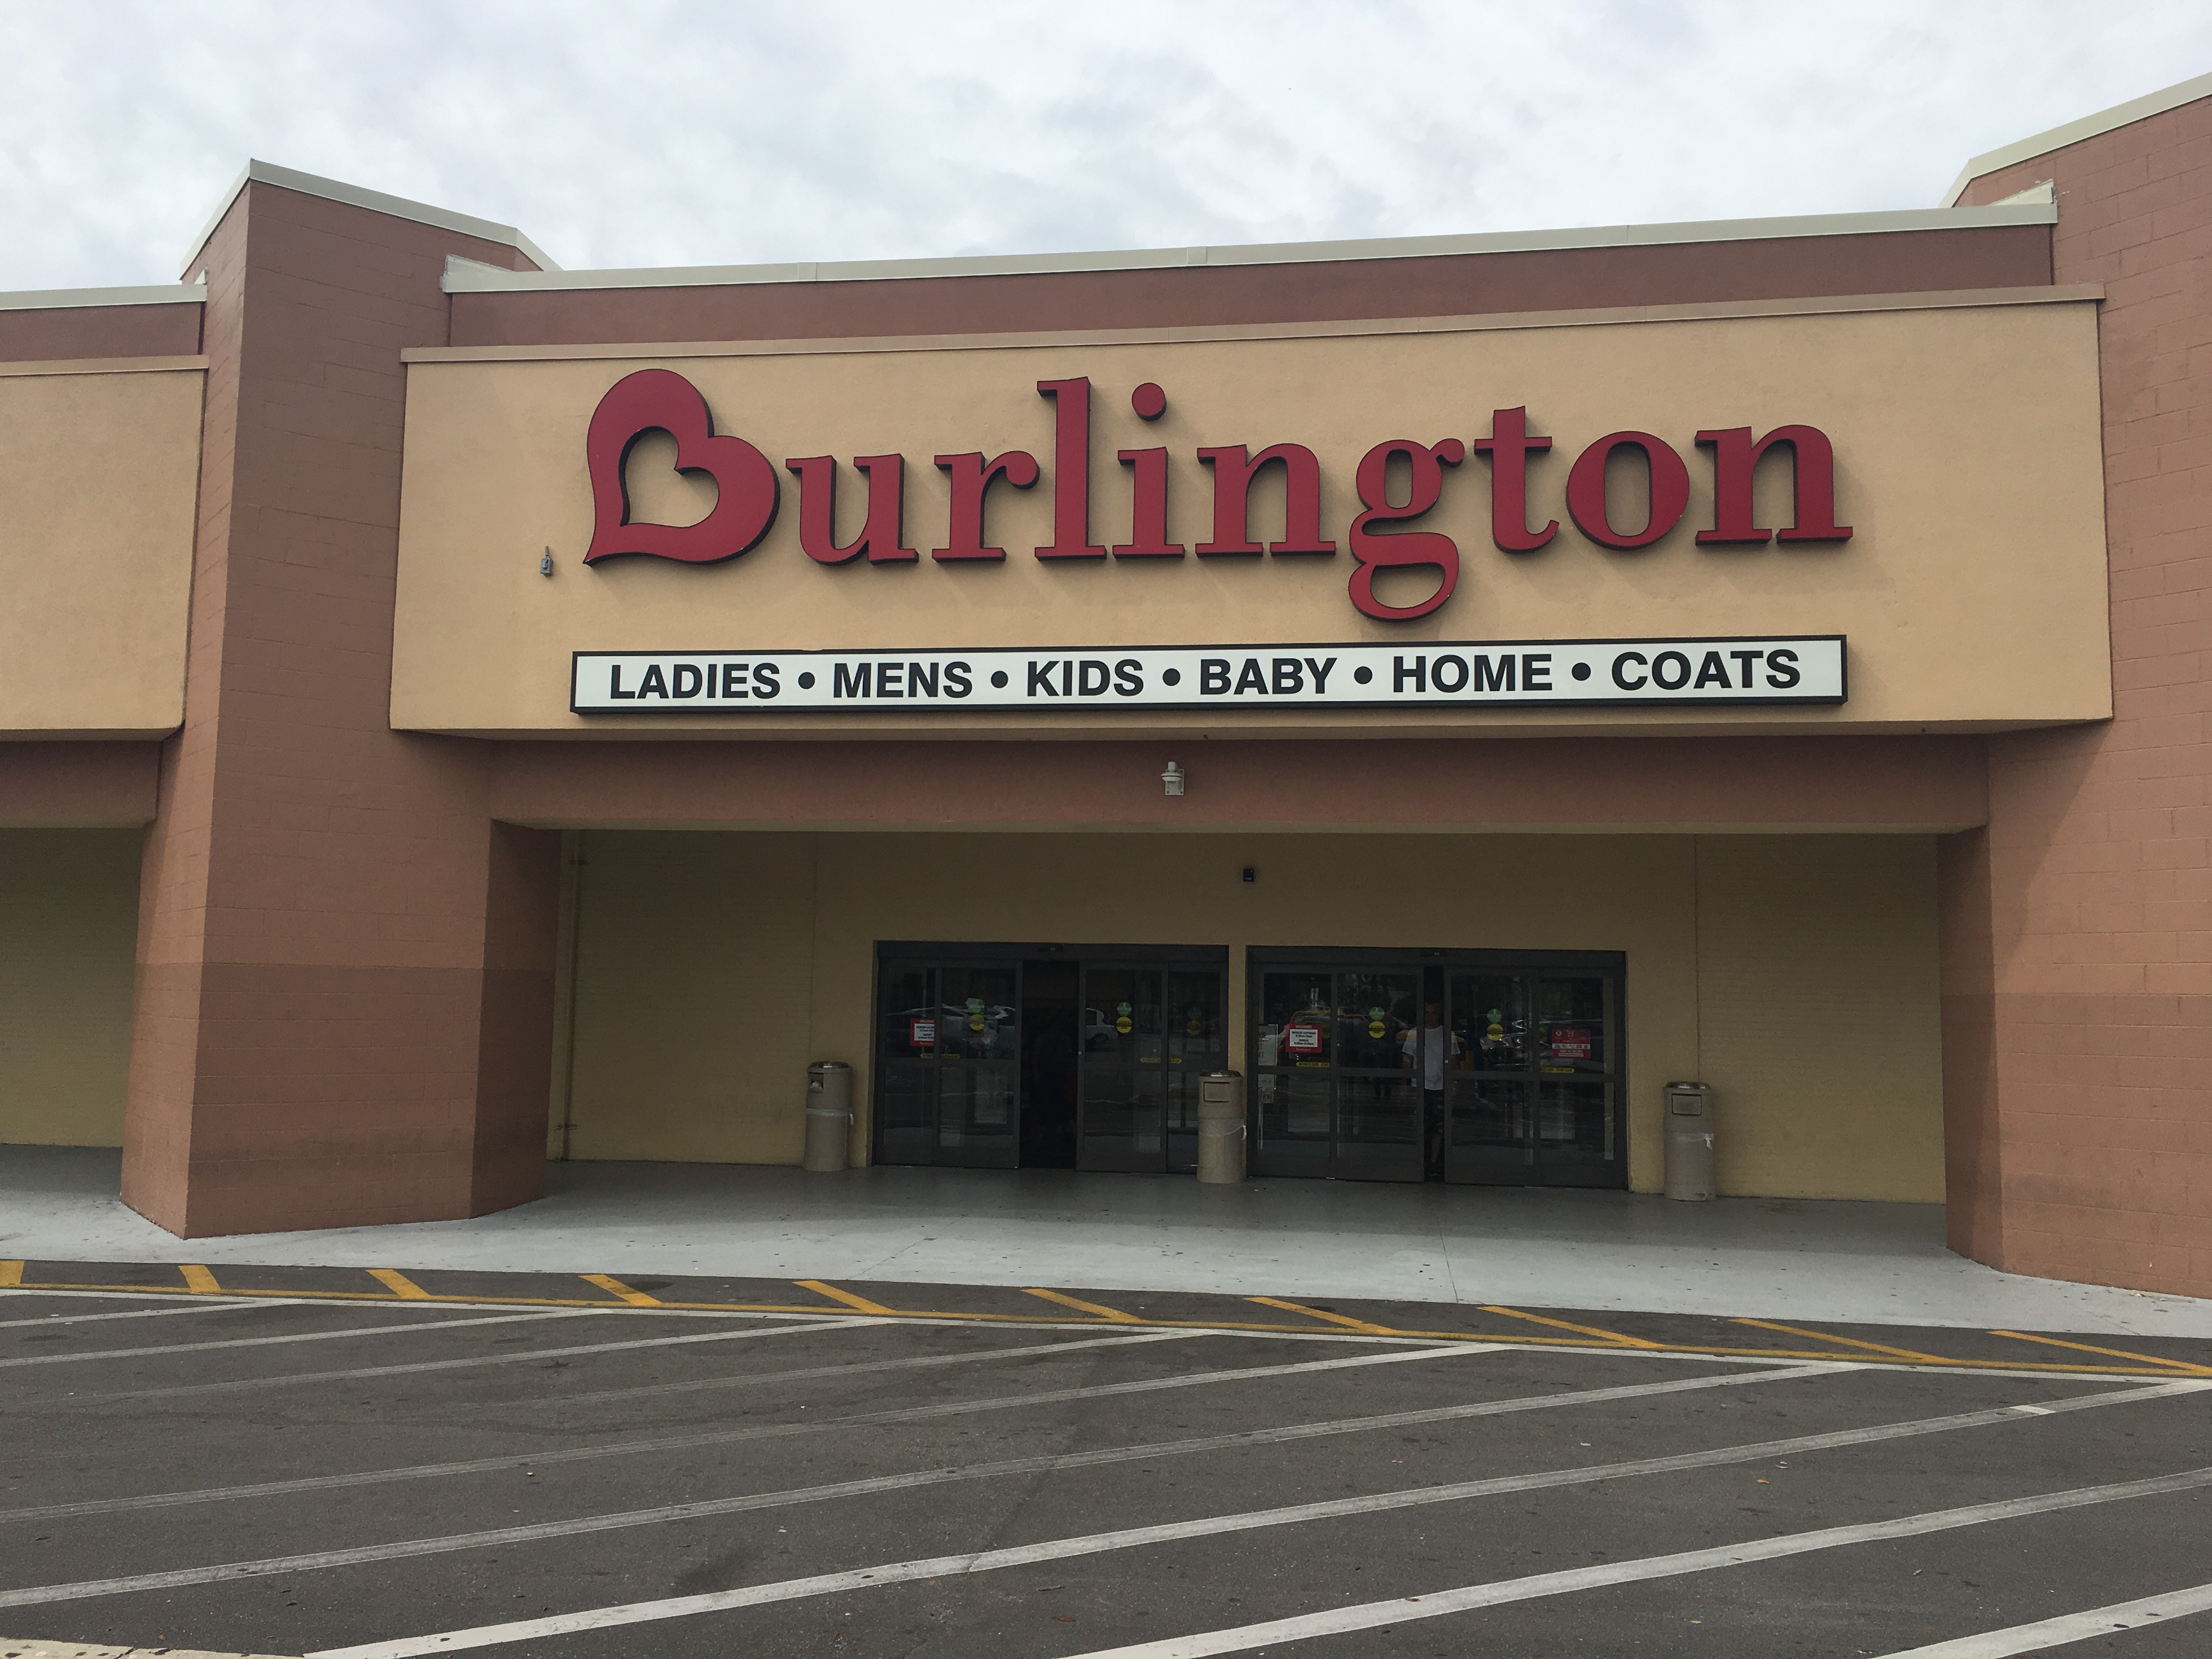 Burlington
LADIES • MENS • KIDS • BABY • HOME • COATS